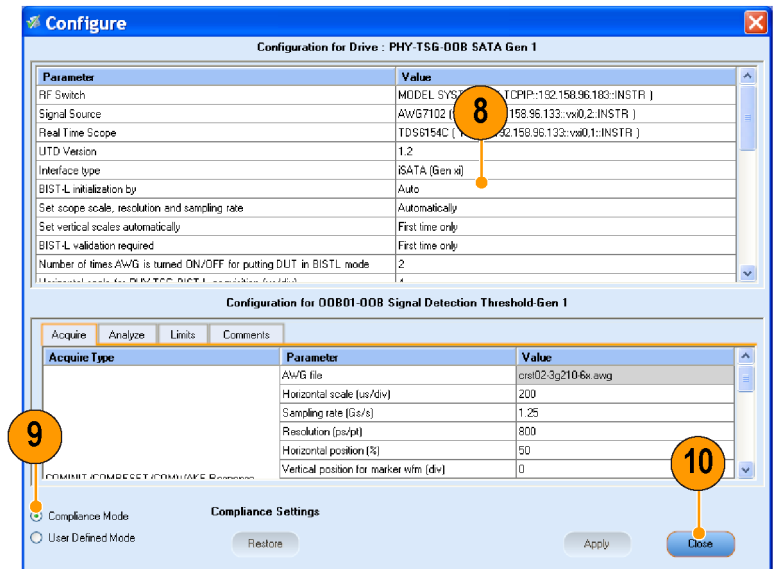 Configure
Configuration for Drive : PHY-TSG-OOB SATA Gen 1
Parameter Value
RF Switch MODEL SYS TCPIP::192.158.96.183::INSTR )
Signal Source AWG7102 ( 158.96.133::vxi0,2::INSTR )
Real Time Scope TDS6154C ( 92.158.96.133::vxi0,1::INSTR )
8
UTD Version 1.2
Interface type iSATA (Gen xi)
BIST-L initialization by Auto
Set scope scale, resolution and sampling rate Automatically
Set vertical scales automatically First time only
BIST-L validation required First time only
Number of times AWG is turned ON/OFF for putting DUT in BISTL mode 2
Configuration for OOB01-OOB Signal Detection Threshold-Gen 1
Acquire Analyze Limits Comments
Acquire Type Parameter Value
AWG file crst02-3g210-6x.awg
Horizontal scale (us/div) 200
Sampling rate (Gs/s) 1.25
Resolution (ps/pt) 800
Horizontal position (%) 50
Vertical position for marker wfm (div) 0
9
10
Compliance Mode Compliance Settings
User Defined Mode Restore Apply Close